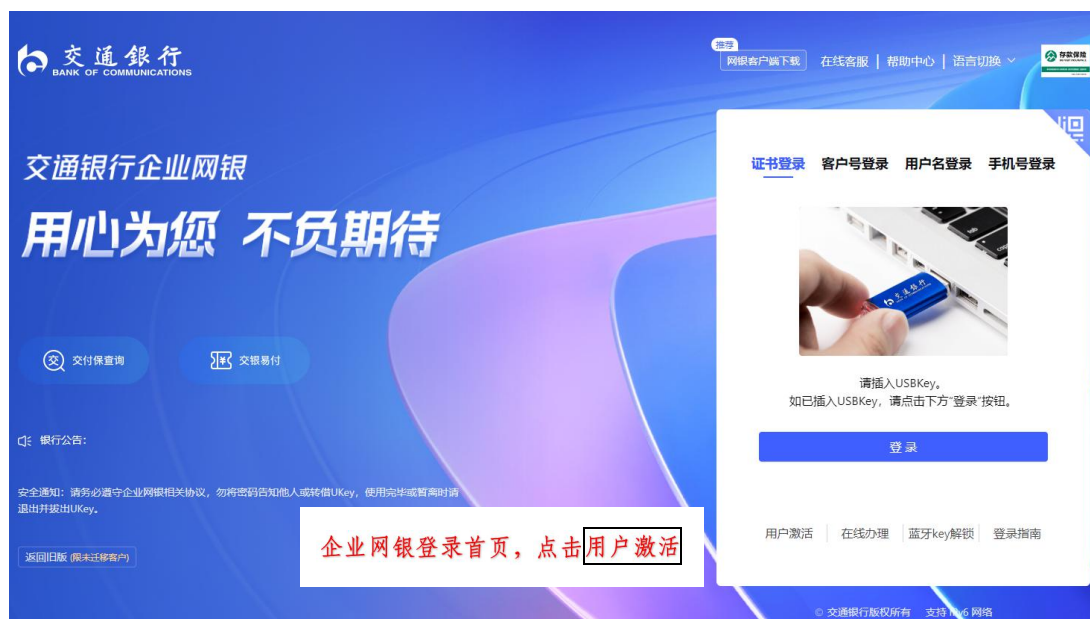 交通銀行
BANK OF COMMUNICATIONS
推荐
网银客户端下载 在线客服 | 帮助中心 | 语言切换
存款保险
证书登录 客户号登录 用户名登录 手机号登录
交通银行企业网银
用心为您 不负期待
交通銀行
请插入USBKey。
如已插入USBKey，请点击下方“登录”按钮。
登录
交付保查询 交银易付
银行公告：
安全通知：请务必遵守企业网银相关协议，勿将密码告知他人或转借UKey，使用完毕或暂离时请
退出并拔出UKey。
用户激活 | 在线办理 | 蓝牙key解锁 | 登录指南
企业网银登录首页，点击用户激活
返回旧版 (限未迁移客户)
© 交通银行版权所有 支持 IPv6 网络